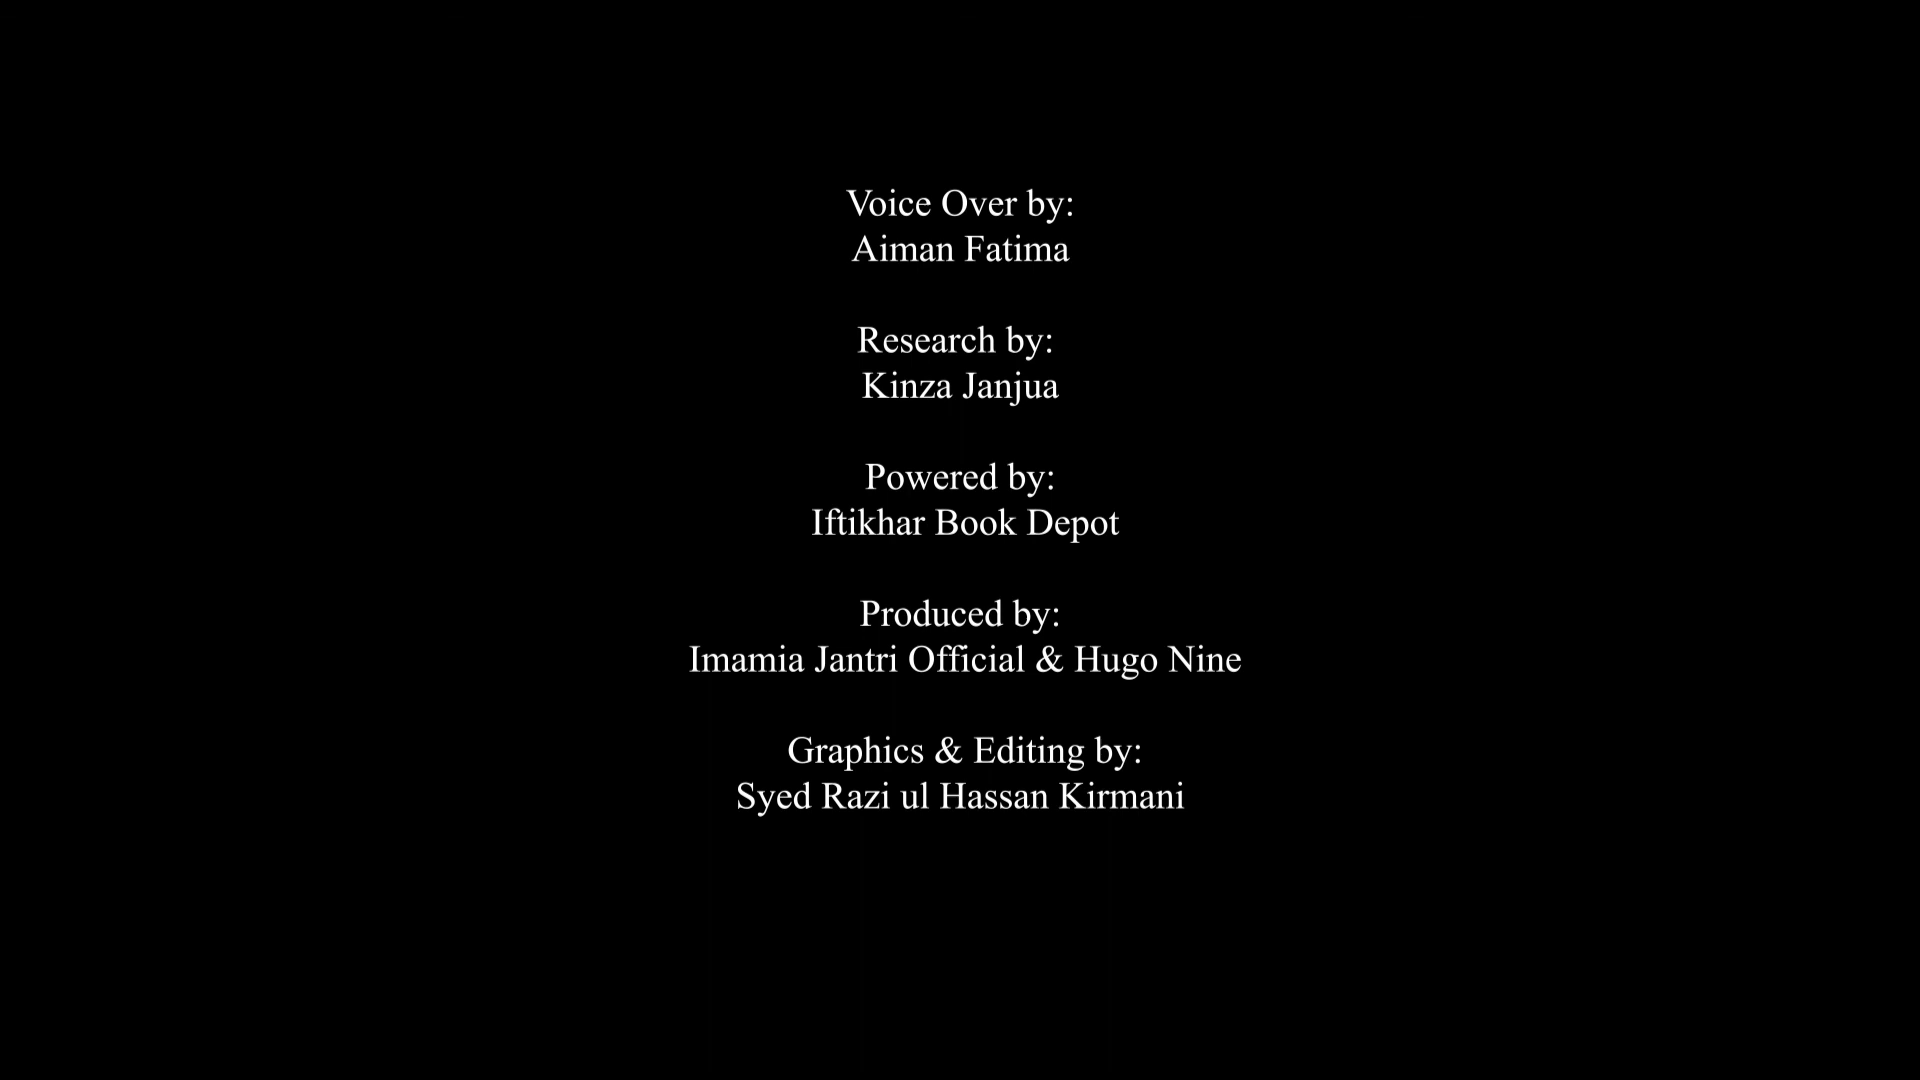 Voice Over by:
Aiman Fatima
Research by:
Kinza Janjua
Powered by:
Iftikhar Book Depot
Produced by:
Imamia Jantri Official & Hugo Nine
Graphics & Editing by:
Syed Razi ul Hassan Kirmani